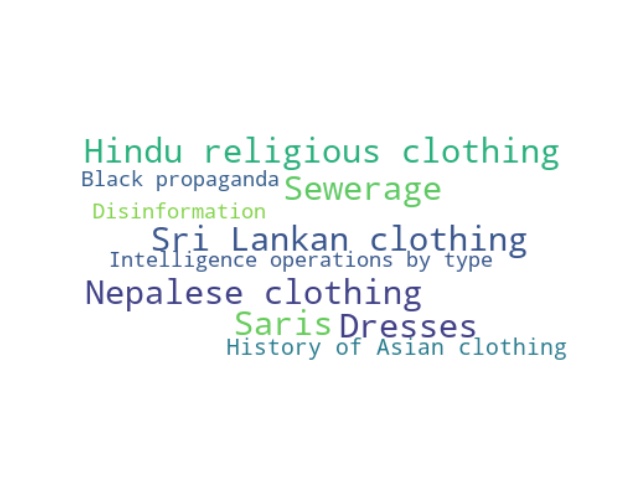 Hindu religious clothing
Black propaganda
Sewerage
Disinformation
Sri Lankan clothing
Intelligence operations by type
Nepalese clothing
Saris
Dresses
History of Asian clothing